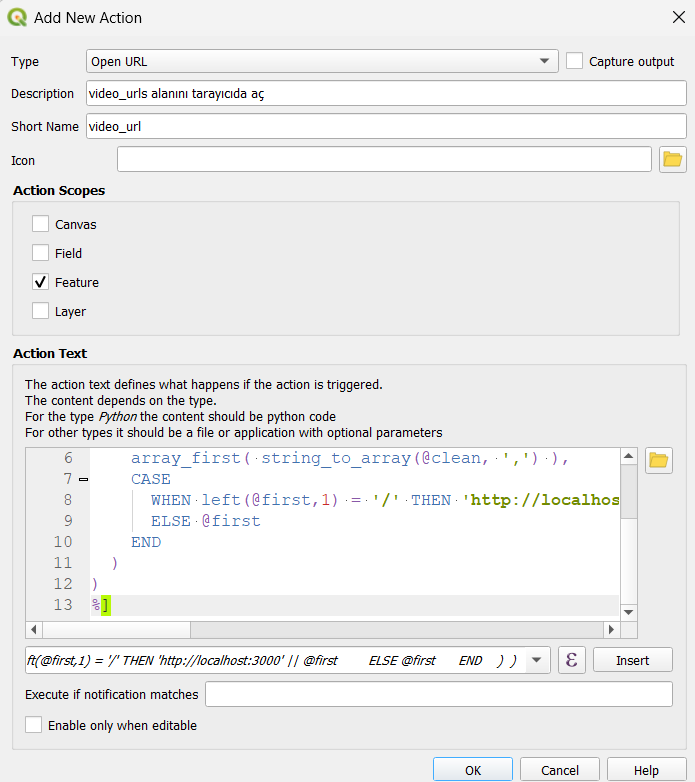 Add New Action
Type
Open URL
Capture output
Description
video_urls alanını tarayıcıda aç
Short Name
video_url
Icon
Action Scopes
Canvas
Field
Feature
Layer
Action Text
The action text defines what happens if the action is triggered.
The content depends on the type.
For the type Python the content should be python code
For other types it should be a file or application with optional parameters
6 array_first( string_to_array(@clean, ',') ),
7 CASE
8 WHEN left(@first,1) = '/' THEN 'http://localhos
9 ELSE @first
10 END
11 )
12 )
13 %]
ft(@first,1) = '/' THEN 'http://localhost:3000' || @first ELSE @first END ) )
ε
Insert
Execute if notification matches
Enable only when editable
OK
Cancel
Help